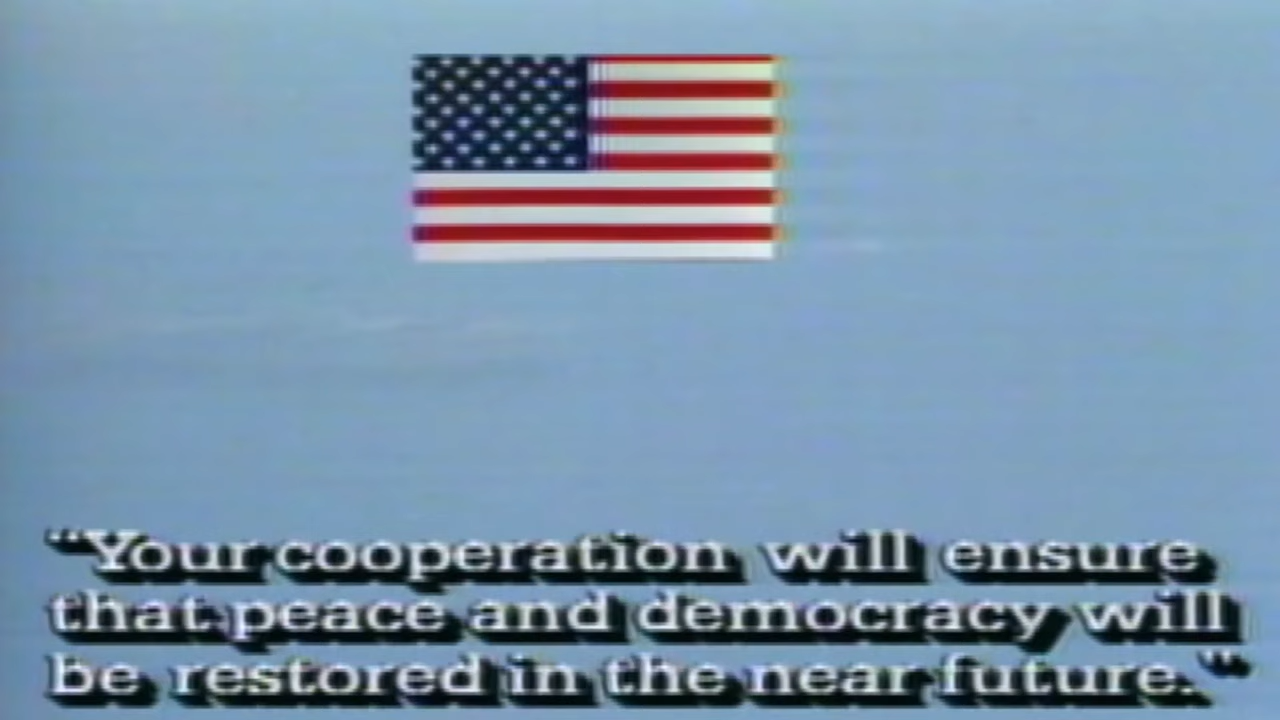 “Your cooperation will ensure
that peace and democracy will
be restored in the near future.“